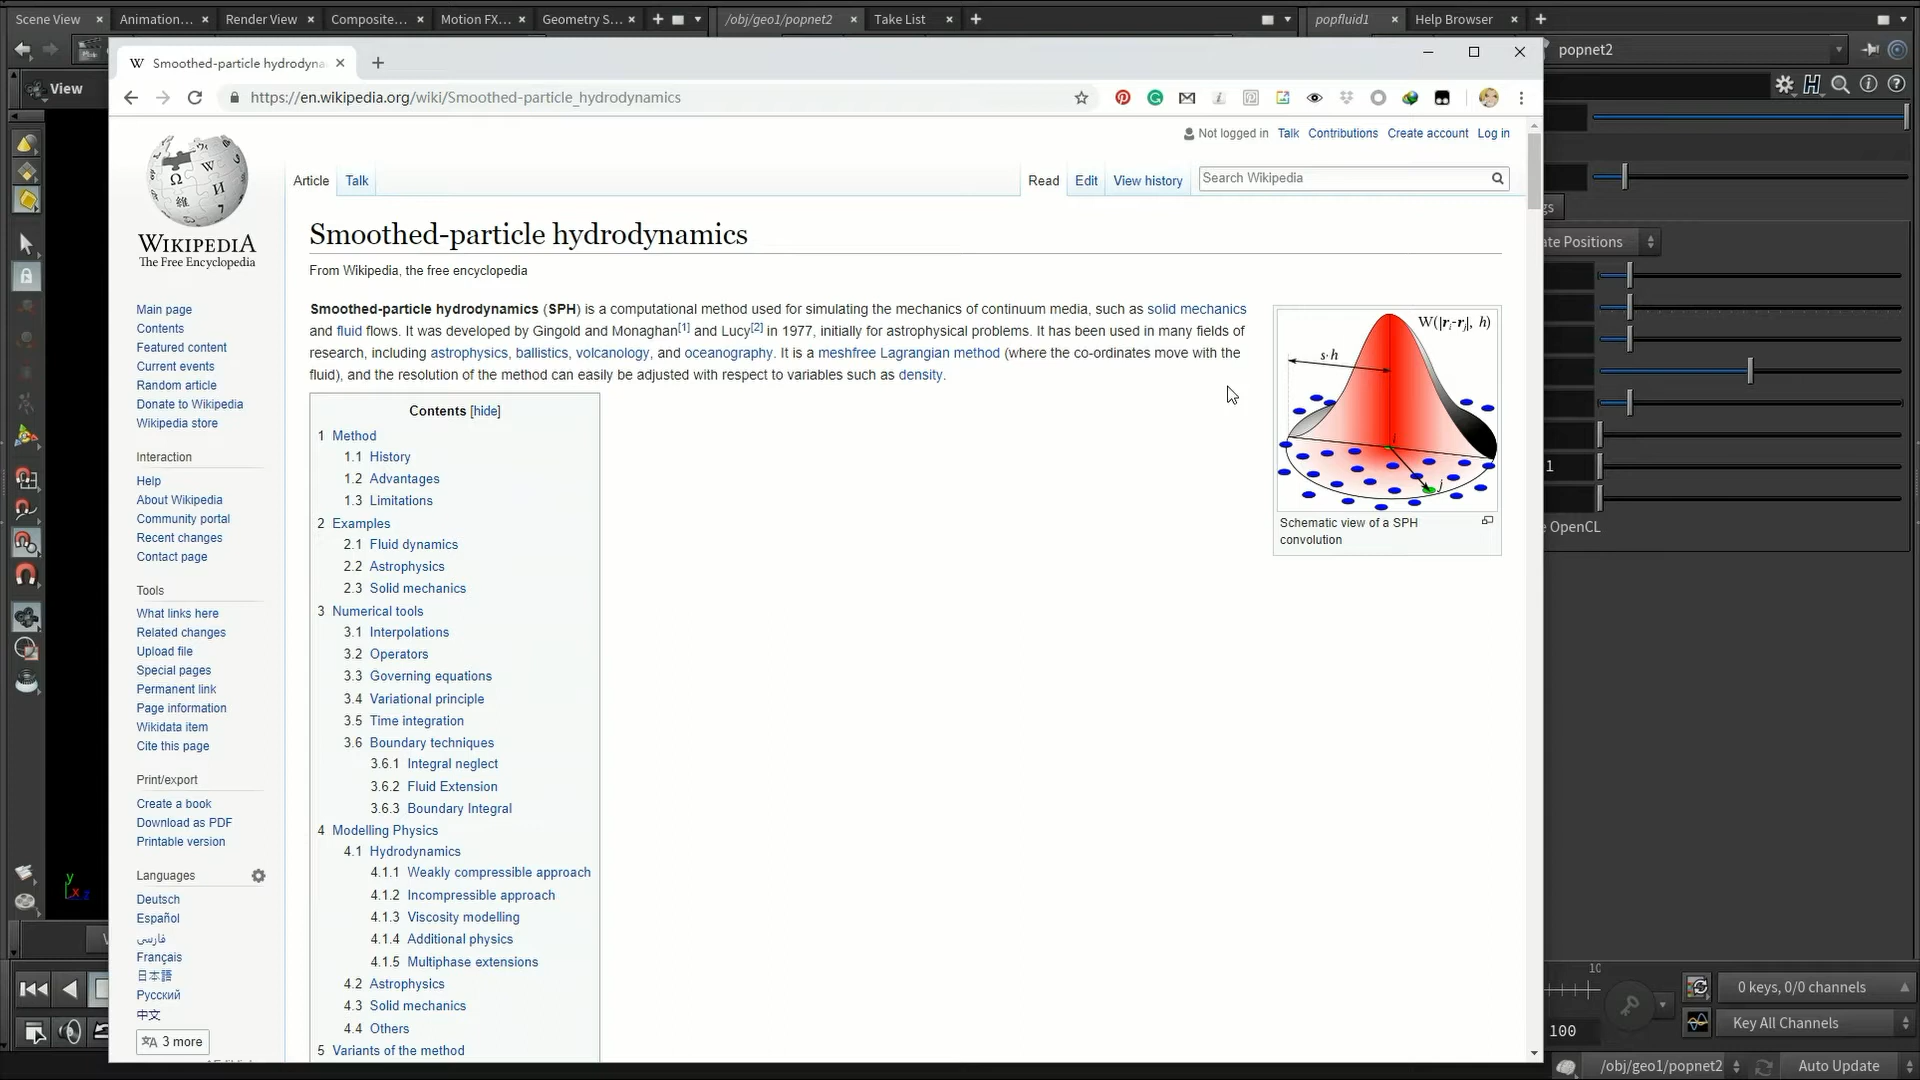 Scene View
Animation...
Render View
Composite...
Motion FX...
Geometry S...
/obj/geo1/popnet2
Take List
popfluid1
Help Browser
popnet2
View
W Smoothed-particle hydrodyna
https://en.wikipedia.org/wiki/Smoothed-particle_hydrodynamics
Not logged in Talk Contributions Create account Log in
Article Talk
Read Edit View history
Search Wikipedia
WIKIPEDIA
The Free Encyclopedia
Main page
Contents
Featured content
Current events
Random article
Donate to Wikipedia
Wikipedia store
Interaction
Help
About Wikipedia
Community portal
Recent changes
Contact page
Tools
What links here
Related changes
Upload file
Special pages
Permanent link
Page information
Wikidata item
Cite this page
Print/export
Create a book
Download as PDF
Printable version
Languages
Deutsch
Español
فارسی
Français
日本語
Русский
中文
3 more
Smoothed-particle hydrodynamics
From Wikipedia, the free encyclopedia
Smoothed-particle hydrodynamics (SPH) is a computational method used for simulating the mechanics of continuum media, such as solid mechanics
and fluid flows. It was developed by Gingold and Monaghan[1] and Lucy[2] in 1977, initially for astrophysical problems. It has been used in many fields of
research, including astrophysics, ballistics, volcanology, and oceanography. It is a meshfree Lagrangian method (where the co-ordinates move with the
fluid), and the resolution of the method can easily be adjusted with respect to variables such as density.
Contents [hide]
1 Method
1.1 History
1.2 Advantages
1.3 Limitations
2 Examples
2.1 Fluid dynamics
2.2 Astrophysics
2.3 Solid mechanics
3 Numerical tools
3.1 Interpolations
3.2 Operators
3.3 Governing equations
3.4 Variational principle
3.5 Time integration
3.6 Boundary techniques
3.6.1 Integral neglect
3.6.2 Fluid Extension
3.6.3 Boundary Integral
4 Modelling Physics
4.1 Hydrodynamics
4.1.1 Weakly compressible approach
4.1.2 Incompressible approach
4.1.3 Viscosity modelling
4.1.4 Additional physics
4.1.5 Multiphase extensions
4.2 Astrophysics
4.3 Solid mechanics
4.4 Others
5 Variants of the method
W(|ri-rj|, h)
s·h
i
j
Schematic view of a SPH
convolution
gs
ate Positions
1
e OpenCL
10
100
0 keys, 0/0 channels
Key All Channels
/obj/geo1/popnet2
Auto Update